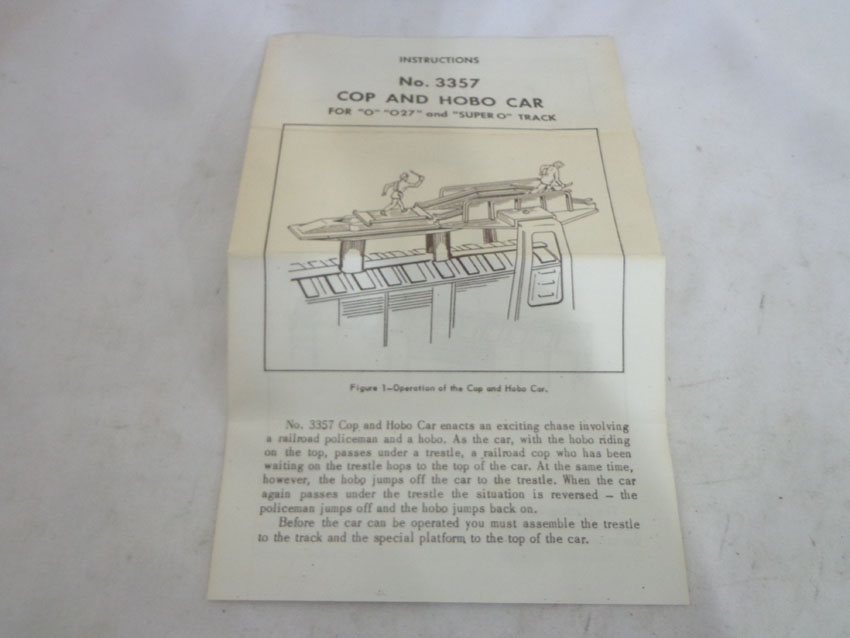 INSTRUCTIONS
No. 3357
COP AND HOBO CAR
FOR "O" "O27" and "SUPER O" TRACK
Figure 1—Operation of the Cop and Hobo Car.
No. 3357 Cop and Hobo Car enacts an exciting chase involving
a railroad policeman and a hobo. As the car, with the hobo riding
on the top, passes under a trestle, a railroad cop who has been
waiting on the trestle hops to the top of the car. At the same time,
however, the hobo jumps off the car to the trestle. When the car
again passes under the trestle the situation is reversed – the
policeman jumps off and the hobo jumps back on.
Before the car can be operated you must assemble the trestle
to the track and the special platform to the top of the car.